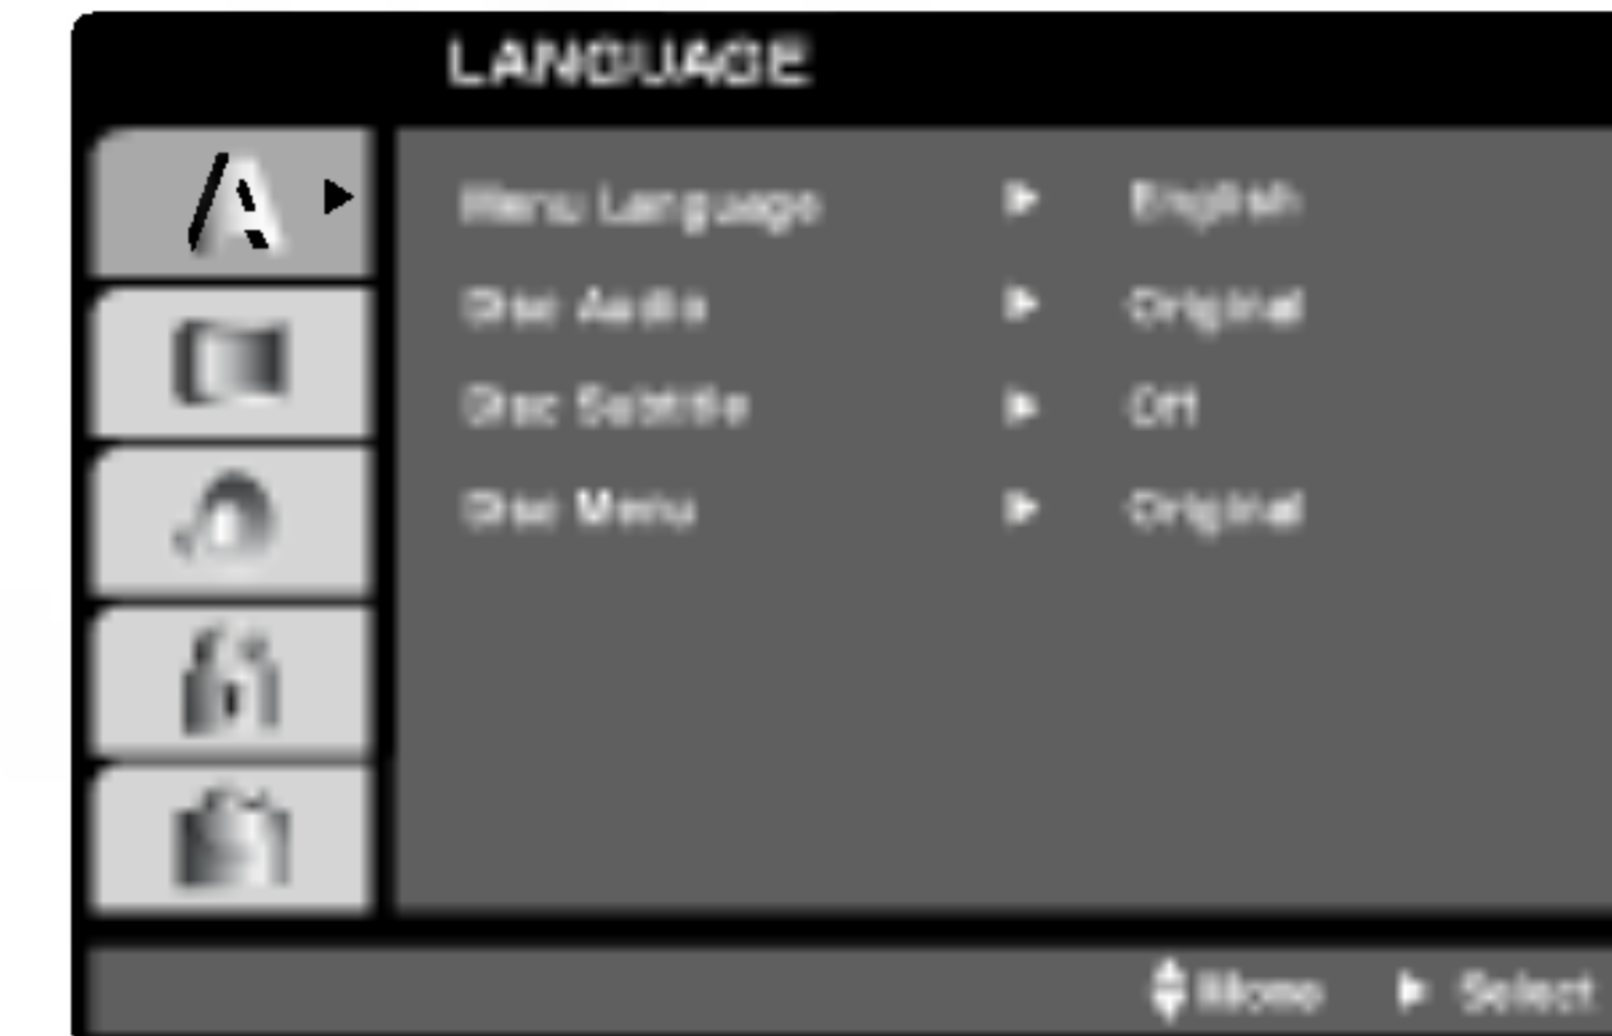 LANGUAGE
Menu Language ▶ English
Disc Audio ▶ Original
Disc Subtitle ▶ Off
Disc Menu ▶ Original
Move ▶ Select